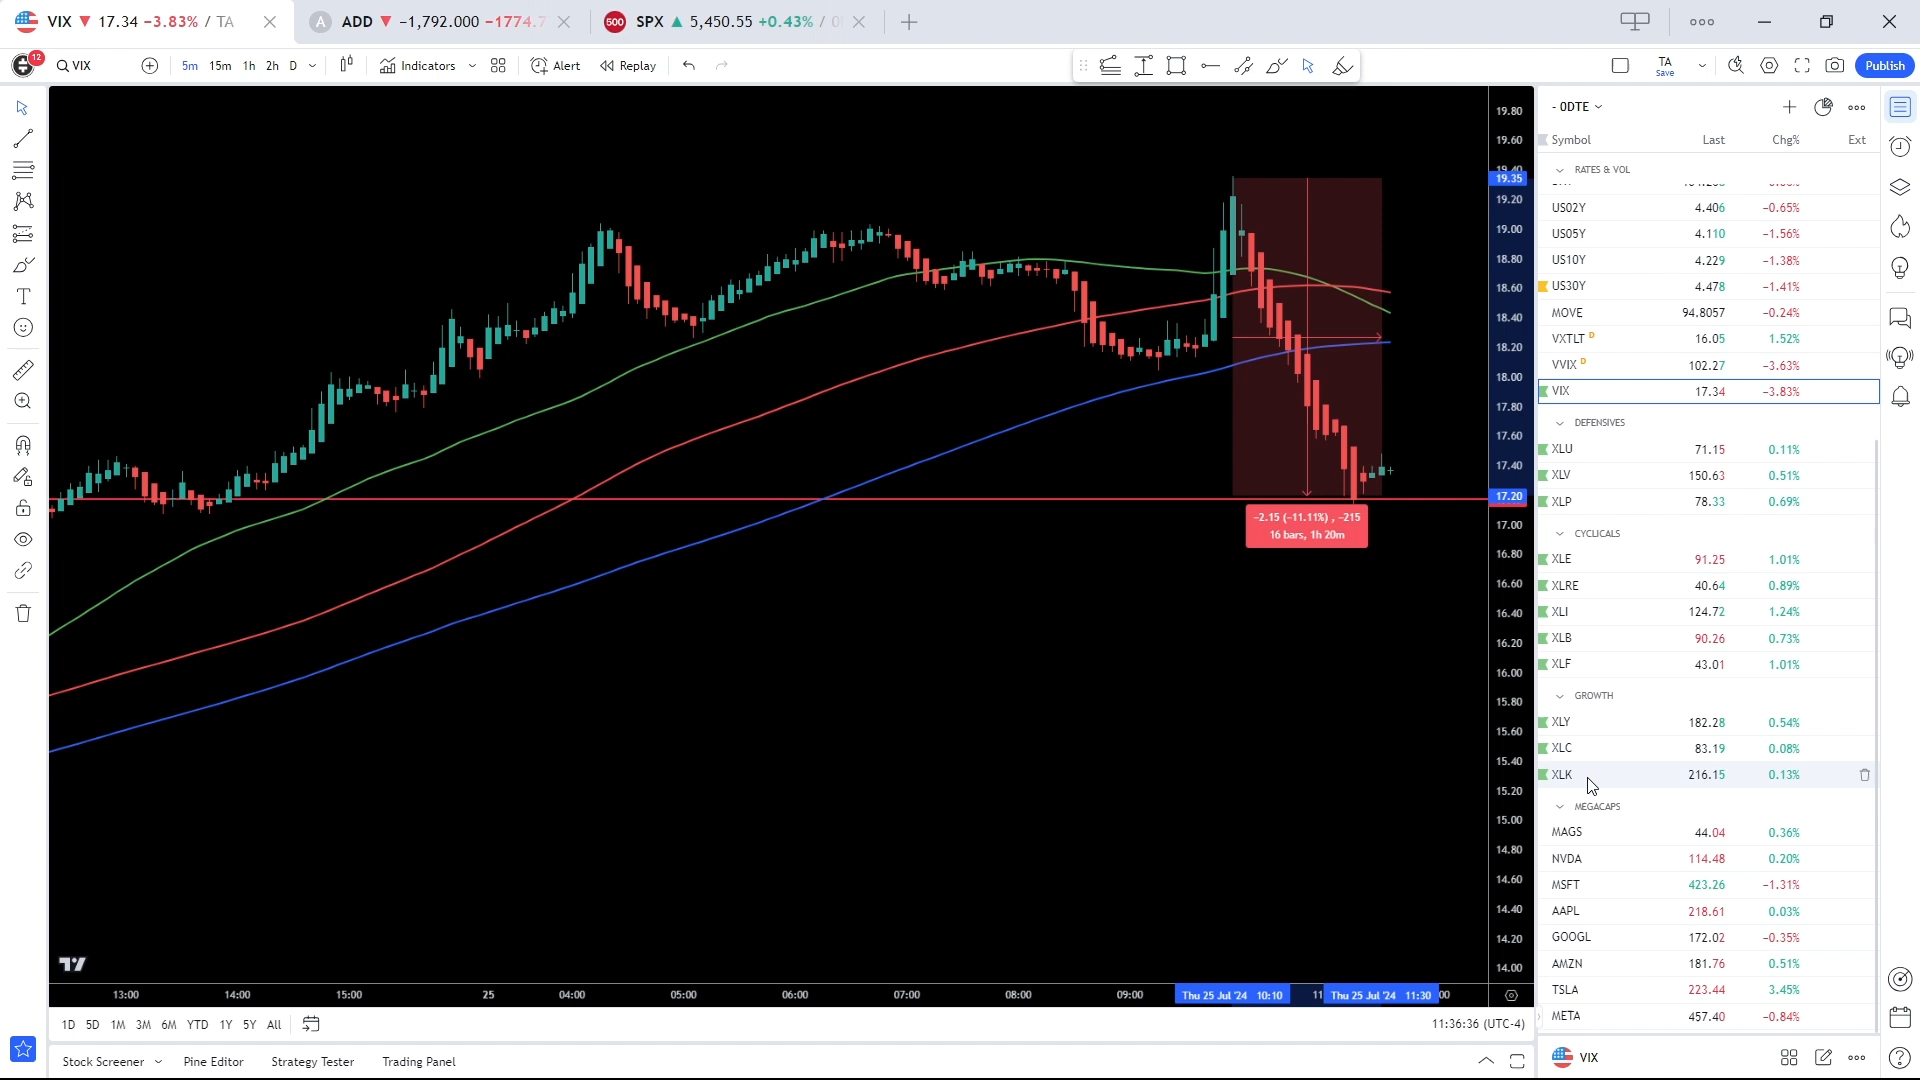 VIX ▼ 17.34 −3.83% / TA
A ADD ▼ −1,792.000 −1774.7
500 SPX ▲ 5,450.55 +0.43% / 0
12 VIX 5m 15m 1h 2h D Indicators Alert Replay TA Save Publish
19.80
19.60
19.40
19.35
19.20
19.00
18.80
18.60
18.40
18.20
18.00
17.80
17.60
17.40
17.20
17.00
16.80
16.60
16.40
16.20
16.00
15.80
15.60
15.40
15.20
15.00
14.80
14.60
14.40
14.20
14.00
−2.15 (−11.11%) , −215
16 bars, 1h 20m
13:00 14:00 15:00 25 04:00 05:00 06:00 07:00 08:00 09:00 Thu 25 Jul '24 10:10 11 Thu 25 Jul '24 11:30 00
1D 5D 1M 3M 6M YTD 1Y 5Y All 11:36:36 (UTC-4)
Stock Screener Pine Editor Strategy Tester Trading Panel
- 0DTE
Symbol Last Chg% Ext
RATES & VOL
US02Y 4.406 −0.65%
US05Y 4.110 −1.56%
US10Y 4.229 −1.38%
US30Y 4.478 −1.41%
MOVE 94.8057 −0.24%
VXTLT D 16.05 1.52%
VVIX D 102.27 −3.63%
VIX 17.34 −3.83%
DEFENSIVES
XLU 71.15 0.11%
XLV 150.63 0.51%
XLP 78.33 0.69%
CYCLICALS
XLE 91.25 1.01%
XLRE 40.64 0.89%
XLI 124.72 1.24%
XLB 90.26 0.73%
XLF 43.01 1.01%
GROWTH
XLY 182.28 0.54%
XLC 83.19 0.08%
XLK 216.15 0.13%
MEGACAPS
MAGS 44.04 0.36%
NVDA 114.48 0.20%
MSFT 423.26 −1.31%
AAPL 218.61 0.03%
GOOGL 172.02 −0.35%
AMZN 181.76 0.51%
TSLA 223.44 3.45%
META 457.40 −0.84%
VIX